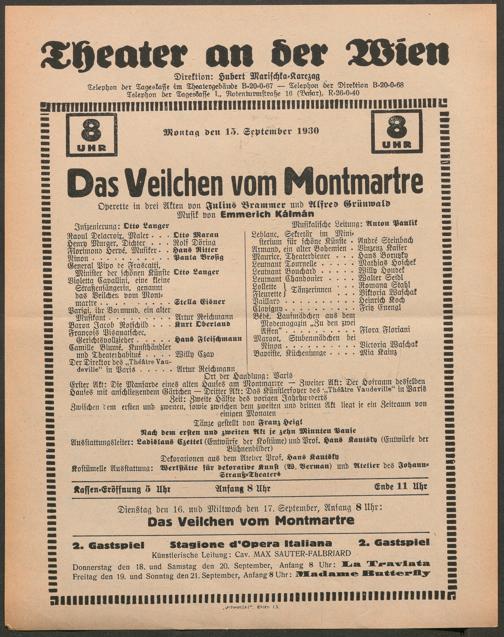 Theater an der Wien
Direktion: Hubert Marischka-Karczag
Telephon der Tageskasse im Theatergebäude B-20-0-67 — Telephon der Direktion B-20-0-68
Telephon der Tageskasse I., Rotenturmstraße 16 (Bazar), R-26-0-40
8 UHR
Montag den 15. September 1930
8 UHR
Das Veilchen vom Montmartre
Operette in drei Akten von Julius Brammer und Alfred Grünwald
Musik von Emmerich Kálmán
Inszenierung: Otto Langer
Raoul Delacroix, Maler . . . Otto Maran
Henry Murger, Dichter . . . Rolf Döring
Florimond Hervé, Musiker . . Hans Ritter
Ninon . . . . . . Paula Brosig
General Pipo de Frascatti,
Minister der schönen Künste Otto Langer
Violetta Cavallini, eine kleine
Straßensängerin, genannt
das Veilchen vom Mont-
martre . . . . . Stella Eisner
Parigi, ihr Vormund, ein alter
Musikant . . . . Artur Reichmann
Baron Jacob Rothschild . . Kurt Oberland
François Pipanacher,
Gerichtsvollzieher . . . Hans Fleischmann
Camille Blumé, Kunsthändler
und Theaterhabitué . . Willy Czap
Der Direktor des „Théâtre Vau-
deville" in Paris . . . Artur Reichmann
Musikalische Leitung: Anton Paulik
Leblanc, Sekretär im Mini-
sterium für schöne Künste . André Steinbach
Armand, ein alter Bohemien . Vinzenz Kaiser
Maurice, Theaterdiener . . . Hans Borutzky
Leutnant Tournelle . . . Mathias Hoschek
Leutnant Bouchard . . . Willy Hondek
Leutnant Chandovier . . . Walter Seidl
Lollette } Tänzerinnen . . Romana Stahl
Fleurette } Viktoria Walschak
Paillard . . . . Heinrich Koch
Clavigny . . . . Fritz Enengl
Bébé, Laufmädchen aus dem
Modemagazin „Zu den zwei
Affen" . . . . Flora Floriani
Margot, Stubenmädchen bei
Ninon . . . . Victoria Walschak
Baptiste, Küchenjunge . . . Mia Kainz
Ort der Handlung: Paris
Erster Akt: Die Mansarde eines alten Hauses am Montmartre — Zweiter Akt: Der Hofraum desselben
Hauses mit anschließendem Gärtchen — Dritter Akt: Das Künstlerfoyer des „Théâtre Vaudeville" in Paris
Zeit: Zweite Hälfte des vorigen Jahrhunderts
Zwischen dem ersten und zweiten, sowie zwischen dem zweiten und dritten Akt liegt je ein Zeitraum von
einigen Monaten
Tänze gestellt von Franz Heigl
Nach dem ersten und zweiten Akt je zehn Minuten Pause
Ausstattungsleiter: Ladislaus Czettel (Entwürfe der Kostüme) und Prof. Hans Kautsky (Entwürfe der
Bühnenbilder)
Dekorationen aus dem Atelier Prof. Hans Kautsky
Kostümelle Ausstattung: Werkstätte für dekorative Kunst (W. Berman) und Atelier des Johann-
Strauß-Theaters
Kassen-Eröffnung 5 Uhr Anfang 8 Uhr Ende 11 Uhr
Dienstag den 16. und Mittwoch den 17. September, Anfang 8 Uhr:
Das Veilchen vom Montmartre
2. Gastspiel Stagione d'Opera Italiana 2. Gastspiel
Künstlerische Leitung: Cav. MAX SAUTER-FALBRIARD
Donnerstag den 18. und Samstag den 20. September, Anfang 8 Uhr: La Traviata
Freitag den 19. und Sonntag den 21. September, Anfang 8 Uhr: Madame Butterfly